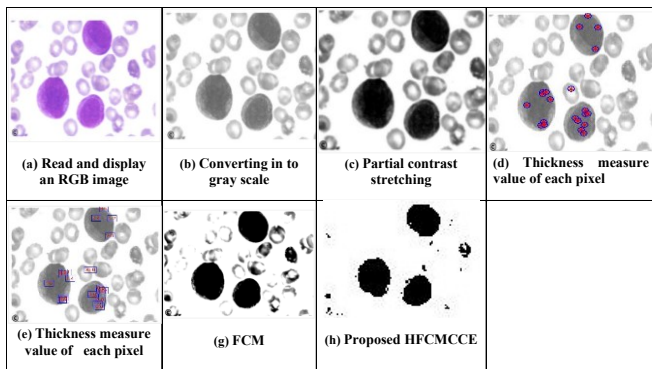 (a) Read and display
an RGB image
(b) Converting in to
gray scale
(c) Partial contrast
stretching
(d) Thickness measure
value of each pixel
(e) Thickness measure
value of each pixel
(g) FCM
(h) Proposed HFCMCCE